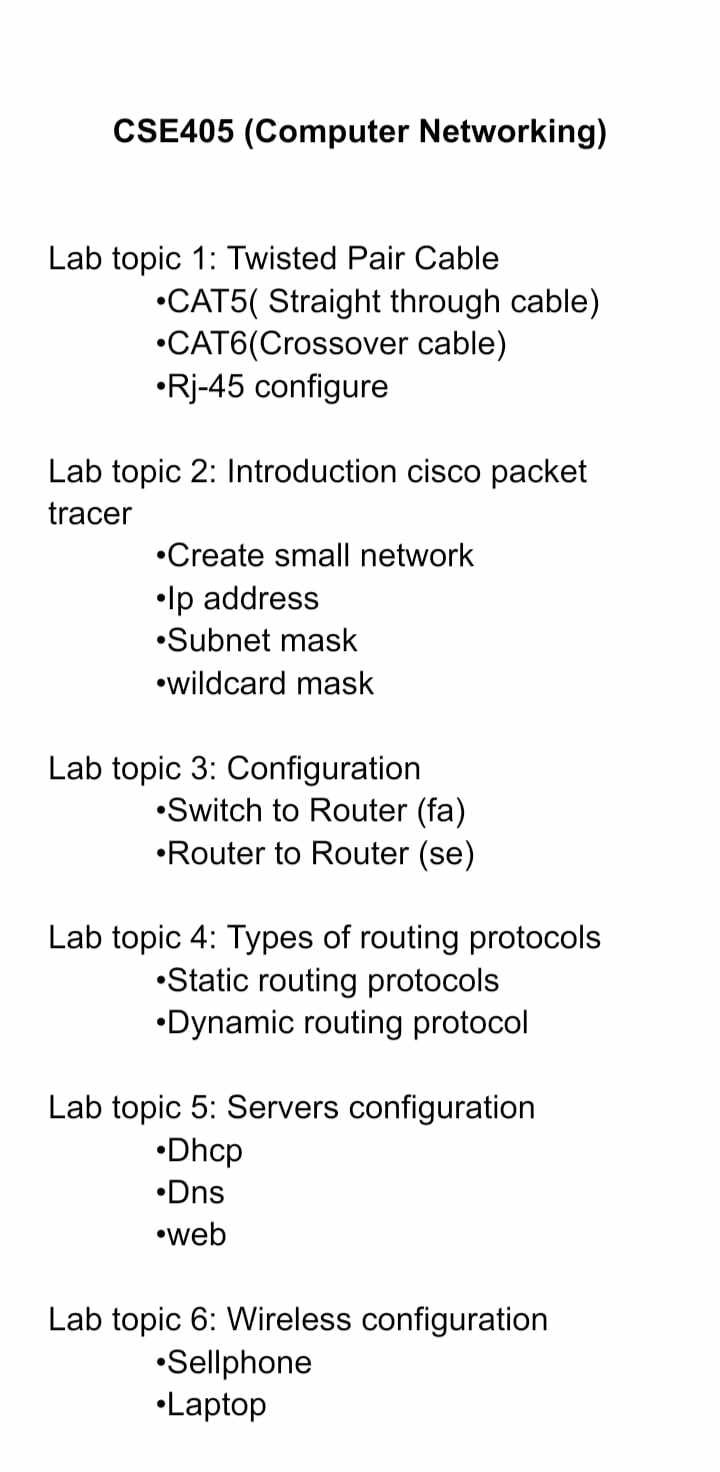 CSE405 (Computer Networking)
Lab topic 1: Twisted Pair Cable
•CAT5( Straight through cable)
•CAT6(Crossover cable)
•Rj-45 configure
Lab topic 2: Introduction cisco packet
tracer
•Create small network
•Ip address
•Subnet mask
•wildcard mask
Lab topic 3: Configuration
•Switch to Router (fa)
•Router to Router (se)
Lab topic 4: Types of routing protocols
•Static routing protocols
•Dynamic routing protocol
Lab topic 5: Servers configuration
•Dhcp
•Dns
•web
Lab topic 6: Wireless configuration
•Sellphone
•Laptop